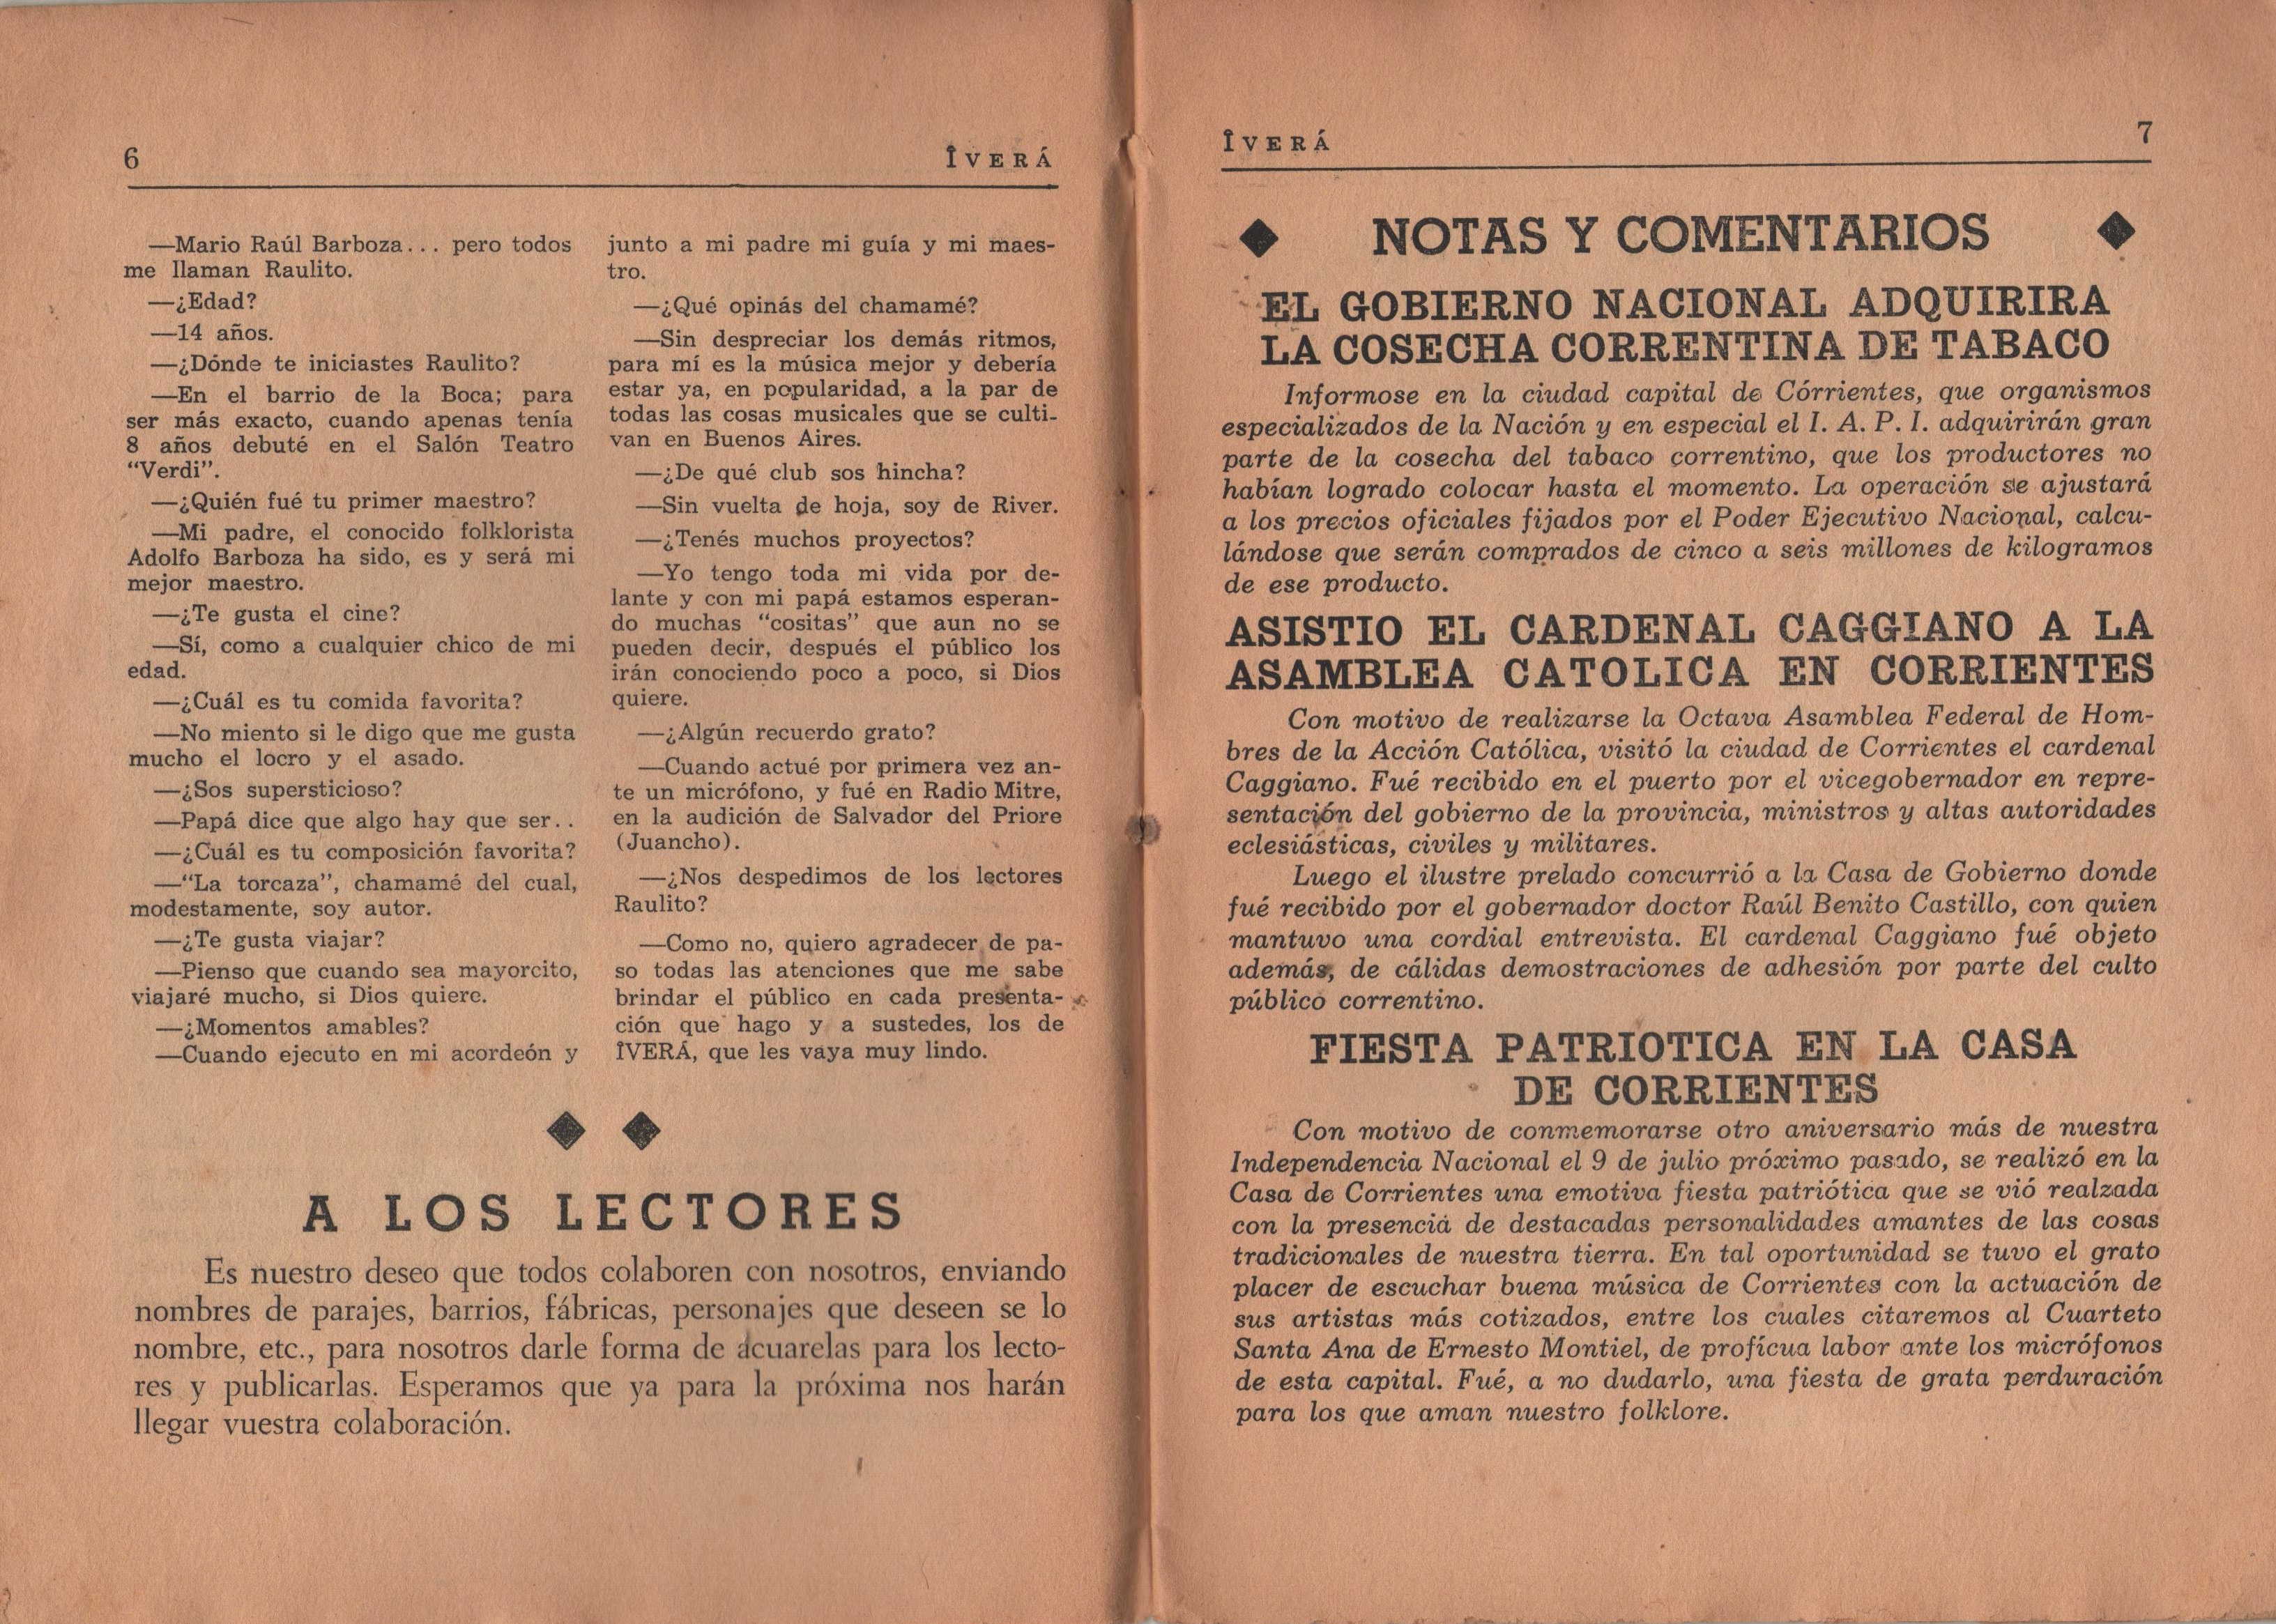 6
ÎVERÁ
—Mario Raúl Barboza... pero todos
me llaman Raulito.
—¿Edad?
—14 años.
—¿Dónde te iniciastes Raulito?
—En el barrio de la Boca; para
ser más exacto, cuando apenas tenía
8 años debuté en el Salón Teatro
"Verdi".
—¿Quién fué tu primer maestro?
—Mi padre, el conocido folklorista
Adolfo Barboza ha sido, es y será mi
mejor maestro.
—¿Te gusta el cine?
—Sí, como a cualquier chico de mi
edad.
—¿Cuál es tu comida favorita?
—No miento si le digo que me gusta
mucho el locro y el asado.
—¿Sos supersticioso?
—Papá dice que algo hay que ser..
—¿Cuál es tu composición favorita?
—"La torcaza", chamamé del cual,
modestamente, soy autor.
—¿Te gusta viajar?
—Pienso que cuando sea mayorcito,
viajaré mucho, si Dios quiere.
—¿Momentos amables?
—Cuando ejecuto en mi acordeón y
junto a mi padre mi guía y mi maes-
tro.
—¿Qué opinás del chamamé?
—Sin despreciar los demás ritmos,
para mí es la música mejor y debería
estar ya, en popularidad, a la par de
todas las cosas musicales que se culti-
van en Buenos Aires.
—¿De qué club sos hincha?
—Sin vuelta de hoja, soy de River.
—¿Tenés muchos proyectos?
—Yo tengo toda mi vida por de-
lante y con mi papá estamos esperan-
do muchas "cositas" que aun no se
pueden decir, después el público los
irán conociendo poco a poco, si Dios
quiere.
—¿Algún recuerdo grato?
—Cuando actué por primera vez an-
te un micrófono, y fué en Radio Mitre,
en la audición de Salvador del Priore
(Juancho).
—¿Nos despedimos de los lectores
Raulito?
—Como no, quiero agradecer de pa-
so todas las atenciones que me sabe
brindar el público en cada presenta-
ción que hago y a sustedes, los de
ÎVERÁ, que les vaya muy lindo.
A LOS LECTORES
Es nuestro deseo que todos colaboren con nosotros, enviando
nombres de parajes, barrios, fábricas, personajes que deseen se lo
nombre, etc., para nosotros darle forma de acuarelas para los lecto-
res y publicarlas. Esperamos que ya para la próxima nos harán
llegar vuestra colaboración.
ÎVERÁ
7
NOTAS Y COMENTARIOS
EL GOBIERNO NACIONAL ADQUIRIRA
LA COSECHA CORRENTINA DE TABACO
Informose en la ciudad capital de Córrientes, que organismos
especializados de la Nación y en especial el I. A. P. I. adquirirán gran
parte de la cosecha del tabaco correntino, que los productores no
habían logrado colocar hasta el momento. La operación se ajustará
a los precios oficiales fijados por el Poder Ejecutivo Nacional, calcu-
lándose que serán comprados de cinco a seis millones de kilogramos
de ese producto.
ASISTIO EL CARDENAL CAGGIANO A LA
ASAMBLEA CATOLICA EN CORRIENTES
Con motivo de realizarse la Octava Asamblea Federal de Hom-
bres de la Acción Católica, visitó la ciudad de Corrientes el cardenal
Caggiano. Fué recibido en el puerto por el vicegobernador en repre-
sentación del gobierno de la provincia, ministros y altas autoridades
eclesiásticas, civiles y militares.
Luego el ilustre prelado concurrió a la Casa de Gobierno donde
fué recibido por el gobernador doctor Raúl Benito Castillo, con quien
mantuvo una cordial entrevista. El cardenal Caggiano fué objeto
además, de cálidas demostraciones de adhesión por parte del culto
público correntino.
FIESTA PATRIOTICA EN LA CASA
DE CORRIENTES
Con motivo de conmemorarse otro aniversario más de nuestra
Independencia Nacional el 9 de julio próximo pasado, se realizó en la
Casa de Corrientes una emotiva fiesta patriótica que se vió realzada
con la presencia de destacadas personalidades amantes de las cosas
tradicionales de nuestra tierra. En tal oportunidad se tuvo el grato
placer de escuchar buena música de Corrientes con la actuación de
sus artistas más cotizados, entre los cuales citaremos al Cuarteto
Santa Ana de Ernesto Montiel, de profícua labor ante los micrófonos
de esta capital. Fué, a no dudarlo, una fiesta de grata perduración
para los que aman nuestro folklore.